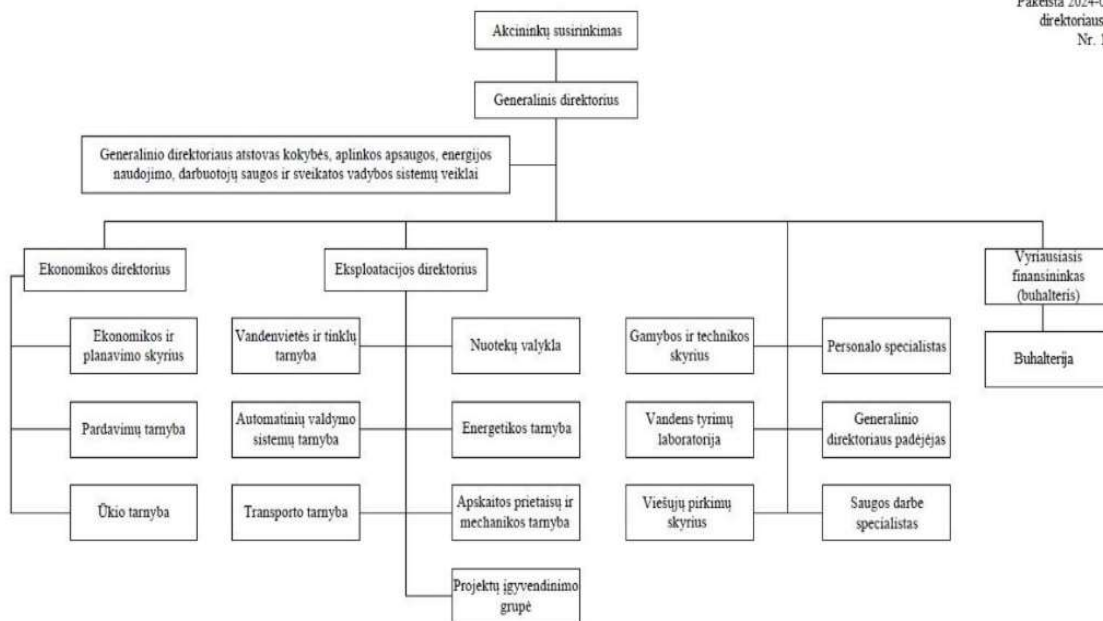 Pakeista 2024-0
direktoriaus
Nr. 1
Akcininkų susirinkimas
Generalinis direktorius
Generalinio direktoriaus atstovas kokybės, aplinkos apsaugos, energijos
naudojimo, darbuotojų saugos ir sveikatos vadybos sistemų veiklai
Ekonomikos direktorius
Eksploatacijos direktorius
Vyriausiasis
finansininkas
(buhalteris)
Ekonomikos ir
planavimo skyrius
Vandenvietės ir tinklų
tarnyba
Nuotekų valykla
Gamybos ir technikos
skyrius
Personalo specialistas
Buhalterija
Pardavimų tarnyba
Automatinių valdymo
sistemų tarnyba
Energetikos tarnyba
Vandens tyrimų
laboratorija
Generalinio
direktoriaus padėjėjas
Ūkio tarnyba
Transporto tarnyba
Apskaitos prietaisų ir
mechanikos tarnyba
Viešųjų pirkimų
skyrius
Saugos darbe
specialistas
Projektų įgyvendinimo
grupė